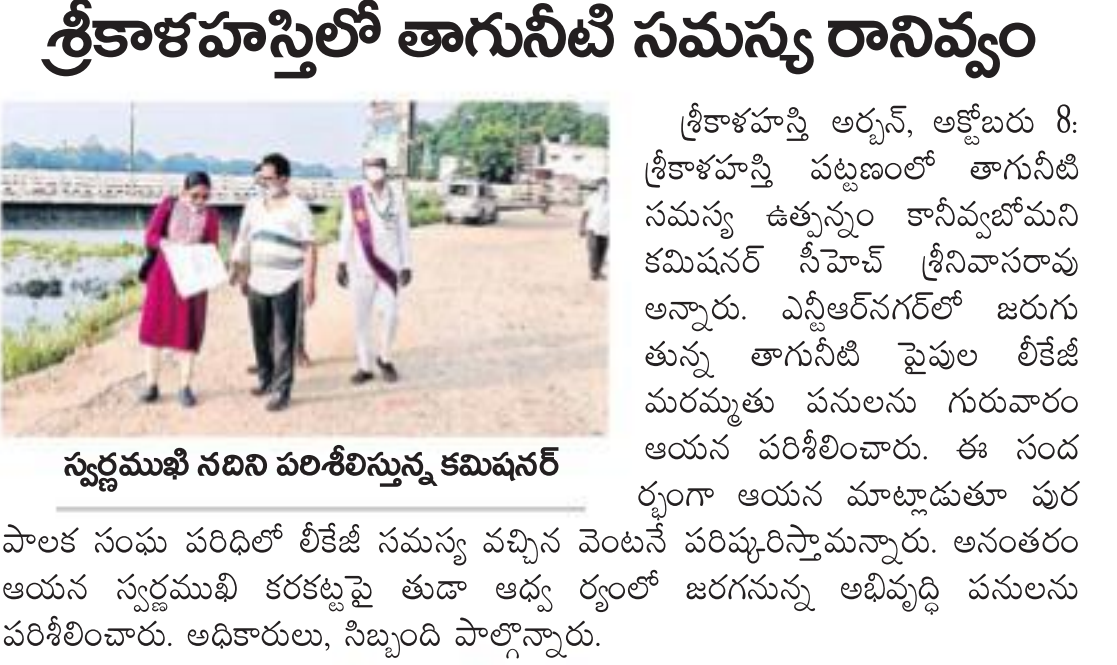 శ్రీకాళహస్తిలో తాగునీటి సమస్య రానివ్వం
శ్రీకాళహస్తి అర్బన్, అక్టోబరు 8:
శ్రీకాళహస్తి పట్టణంలో తాగునీటి
సమస్య ఉత్పన్నం కానీవ్వబోమని
కమిషనర్ సీహెచ్ శ్రీనివాసరావు
అన్నారు. ఎన్టీఆర్‌నగర్‌లో జరుగు
తున్న తాగునీటి పైపుల లీకేజీ
మరమ్మతు పనులను గురువారం
ఆయన పరిశీలించారు. ఈ సంద
ర్భంగా ఆయన మాట్లాడుతూ పుర
పాలక సంఘ పరిధిలో లీకేజీ సమస్య వచ్చిన వెంటనే పరిష్కరిస్తామన్నారు. అనంతరం
ఆయన స్వర్ణముఖి కరకట్టపై తుడా ఆధ్వ ర్యంలో జరగనున్న అభివృద్ధి పనులను
పరిశీలించారు. అధికారులు, సిబ్బంది పాల్గొన్నారు.
స్వర్ణముఖి నదిని పరిశీలిస్తున్న కమిషనర్